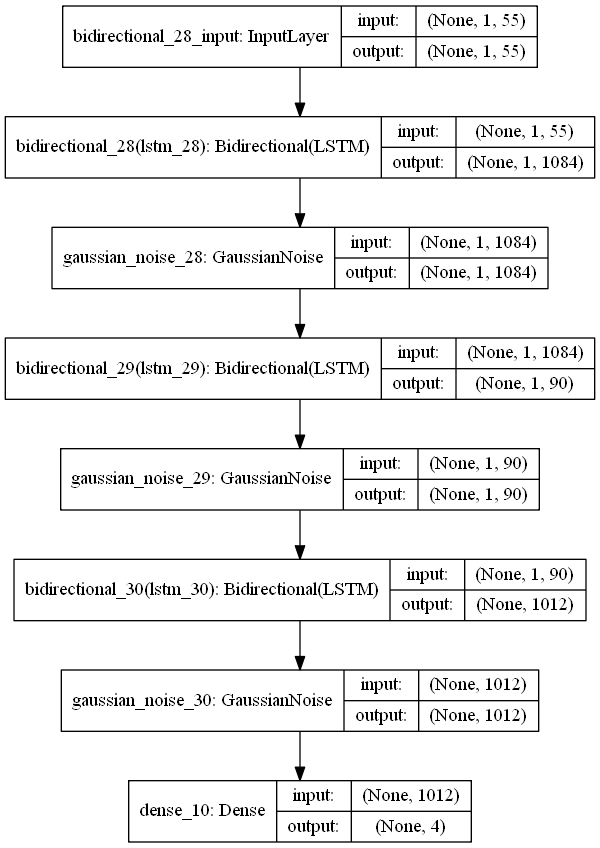 bidirectional_28_input: InputLayer
input: (None, 1, 55)
output: (None, 1, 55)
bidirectional_28(lstm_28): Bidirectional(LSTM)
input: (None, 1, 55)
output: (None, 1, 1084)
gaussian_noise_28: GaussianNoise
input: (None, 1, 1084)
output: (None, 1, 1084)
bidirectional_29(lstm_29): Bidirectional(LSTM)
input: (None, 1, 1084)
output: (None, 1, 90)
gaussian_noise_29: GaussianNoise
input: (None, 1, 90)
output: (None, 1, 90)
bidirectional_30(lstm_30): Bidirectional(LSTM)
input: (None, 1, 90)
output: (None, 1012)
gaussian_noise_30: GaussianNoise
input: (None, 1012)
output: (None, 1012)
dense_10: Dense
input: (None, 1012)
output: (None, 4)